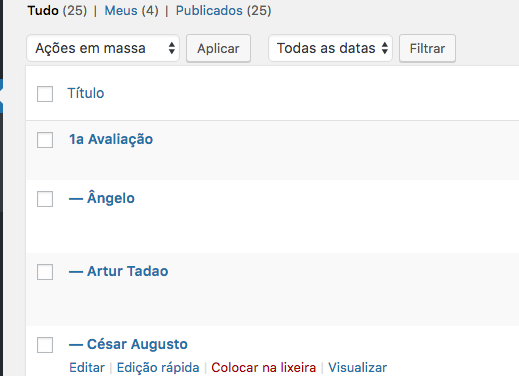 Tudo (25) | Meus (4) | Publicados (25)
Ações em massa Aplicar Todas as datas Filtrar
Título
1a Avaliação
— Ângelo
— Artur Tadao
— César Augusto
Editar | Edição rápida | Colocar na lixeira | Visualizar